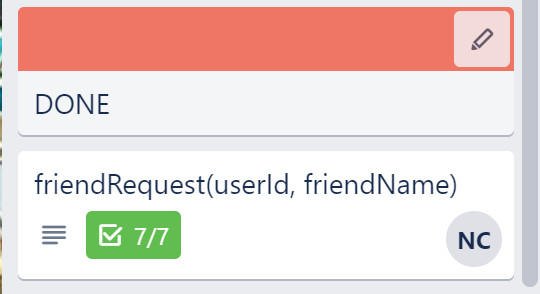 DONE
friendRequest(userId, friendName)
7/7
NC